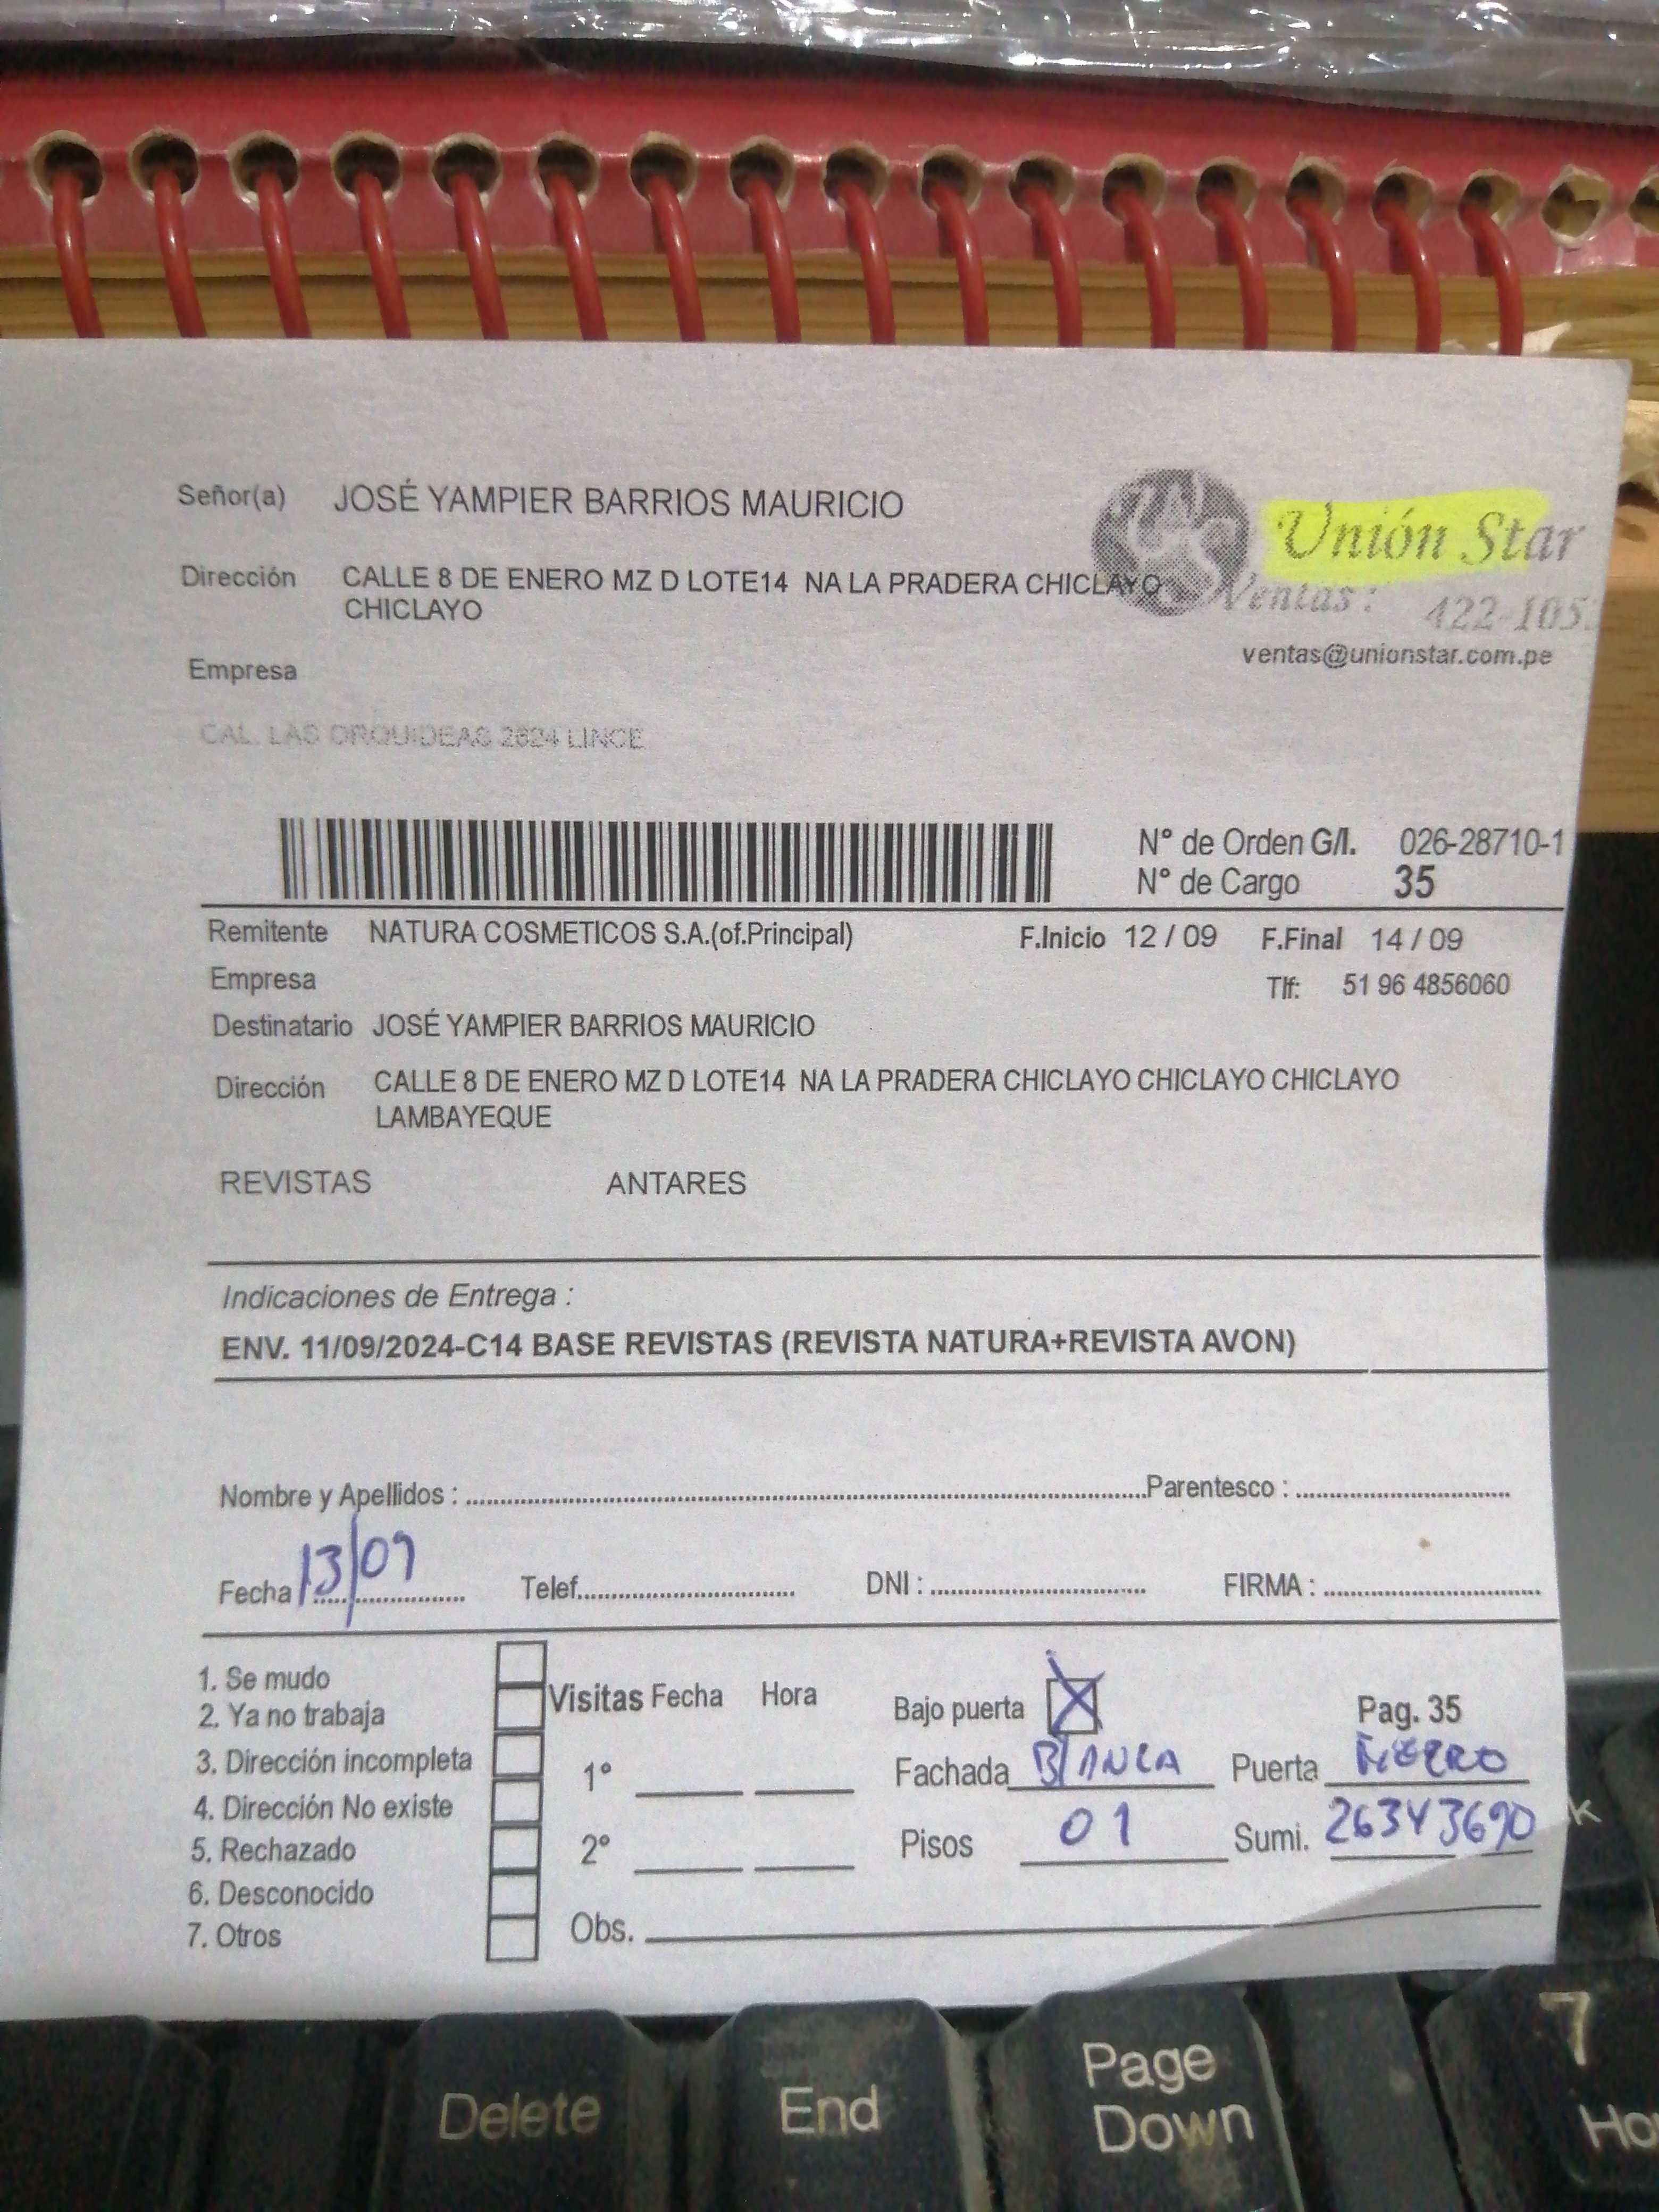 Señor(a) JOSÉ YAMPIER BARRIOS MAURICIO
Unión Star
Dirección CALLE 8 DE ENERO MZ D LOTE14 NA LA PRADERA CHICLAYO
CHICLAYO
Ventas: 422-105
ventas@unionstar.com.pe
Empresa
CAL. LAS ORQUIDEAS 2624 LINCE
N° de Orden G/I. 026-28710-1
N° de Cargo 35
Remitente NATURA COSMETICOS S.A.(of.Principal) F.Inicio 12 / 09 F.Final 14 / 09
Empresa Tlf: 51 96 4856060
Destinatario JOSÉ YAMPIER BARRIOS MAURICIO
Dirección CALLE 8 DE ENERO MZ D LOTE14 NA LA PRADERA CHICLAYO CHICLAYO CHICLAYO
LAMBAYEQUE
REVISTAS ANTARES
Indicaciones de Entrega :
ENV. 11/09/2024-C14 BASE REVISTAS (REVISTA NATURA+REVISTA AVON)
Nombre y Apellidos : Parentesco :
Fecha 13/09 Telef. DNI : FIRMA :
1. Se mudo
2. Ya no trabaja
3. Dirección incompleta
4. Dirección No existe
5. Rechazado
6. Desconocido
7. Otros
Visitas Fecha Hora
1°
2°
Obs.
Bajo puerta X Pag. 35
Fachada BLANCA Puerta
Pisos 01 Sumi. 26343690
Delete
End
Page
Down
7
Ho